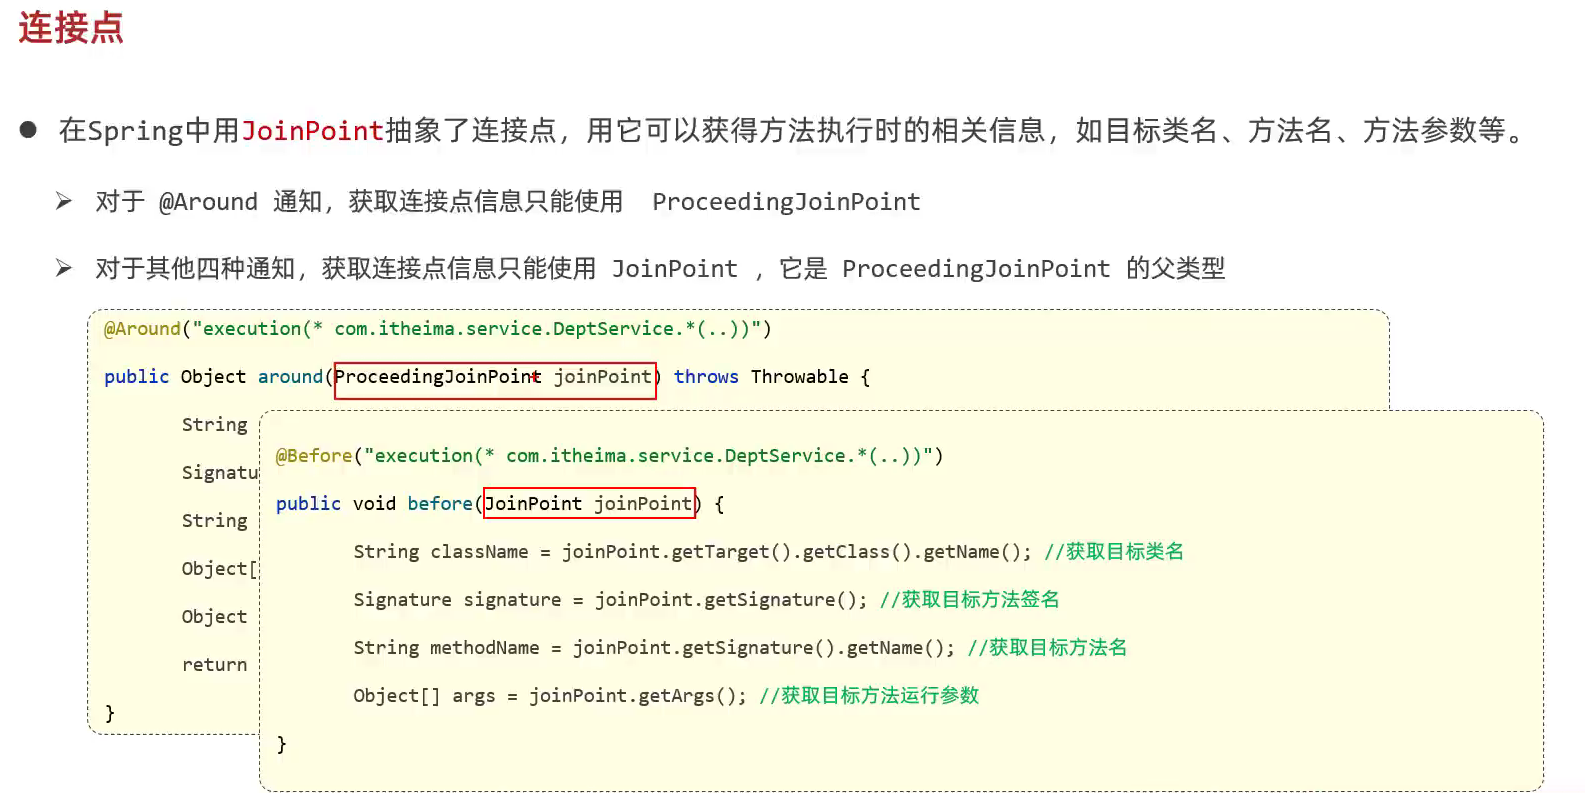 连接点
在Spring中用JoinPoint抽象了连接点，用它可以获得方法执行时的相关信息，如目标类名、方法名、方法参数等。
对于 @Around 通知，获取连接点信息只能使用 ProceedingJoinPoint
对于其他四种通知，获取连接点信息只能使用 JoinPoint ，它是 ProceedingJoinPoint 的父类型
@Around("execution(* com.itheima.service.DeptService.*(..))")
public Object around(ProceedingJoinPoint joinPoint) throws Throwable {
String
Signatu
String
Object[
Object
return
}
@Before("execution(* com.itheima.service.DeptService.*(..))")
public void before(JoinPoint joinPoint) {
String className = joinPoint.getTarget().getClass().getName(); //获取目标类名
Signature signature = joinPoint.getSignature(); //获取目标方法签名
String methodName = joinPoint.getSignature().getName(); //获取目标方法名
Object[] args = joinPoint.getArgs(); //获取目标方法运行参数
}